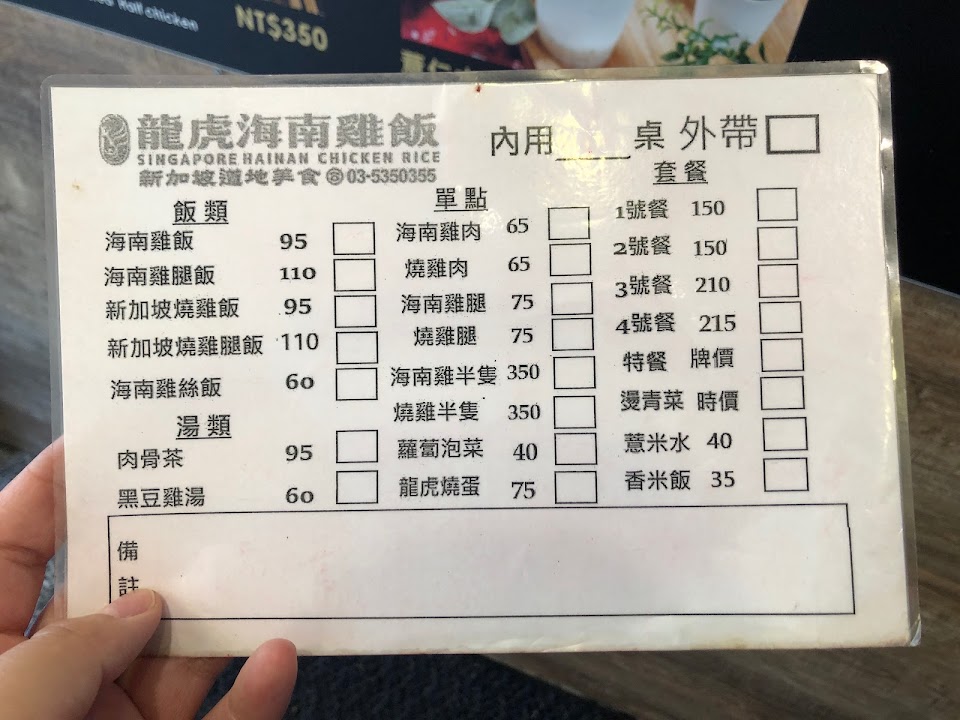 Half chicken
NT$350
龍虎海南雞飯
SINGAPORE HAINAN CHICKEN RICE
新加坡道地美食 ☎ 03-5350355
內用____桌 外帶
飯類
海南雞飯 95
海南雞腿飯 110
新加坡燒雞飯 95
新加坡燒雞腿飯 110
海南雞絲飯 60
湯類
肉骨茶 95
黑豆雞湯 60
單點
海南雞肉 65
燒雞肉 65
海南雞腿 75
燒雞腿 75
海南雞半隻 350
燒雞半隻 350
蘿蔔泡菜 40
龍虎燒蛋 75
套餐
1號餐 150
2號餐 150
3號餐 210
4號餐 215
特餐 牌價
燙青菜 時價
薏米水 40
香米飯 35
備
註